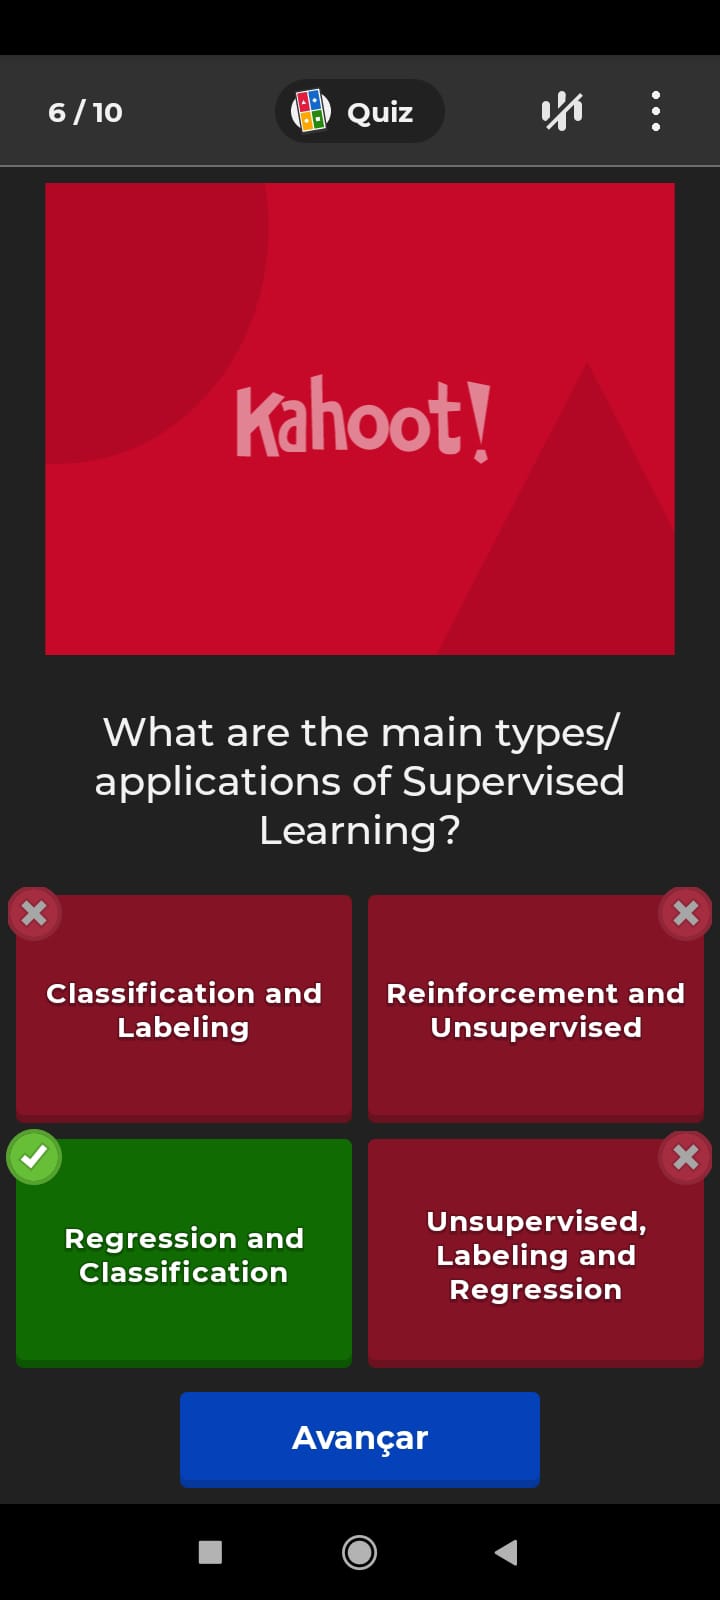 6 / 10
Quiz
Kahoot!
What are the main types/
applications of Supervised
Learning?
Classification and
Labeling
Reinforcement and
Unsupervised
Regression and
Classification
Unsupervised,
Labeling and
Regression
Avançar